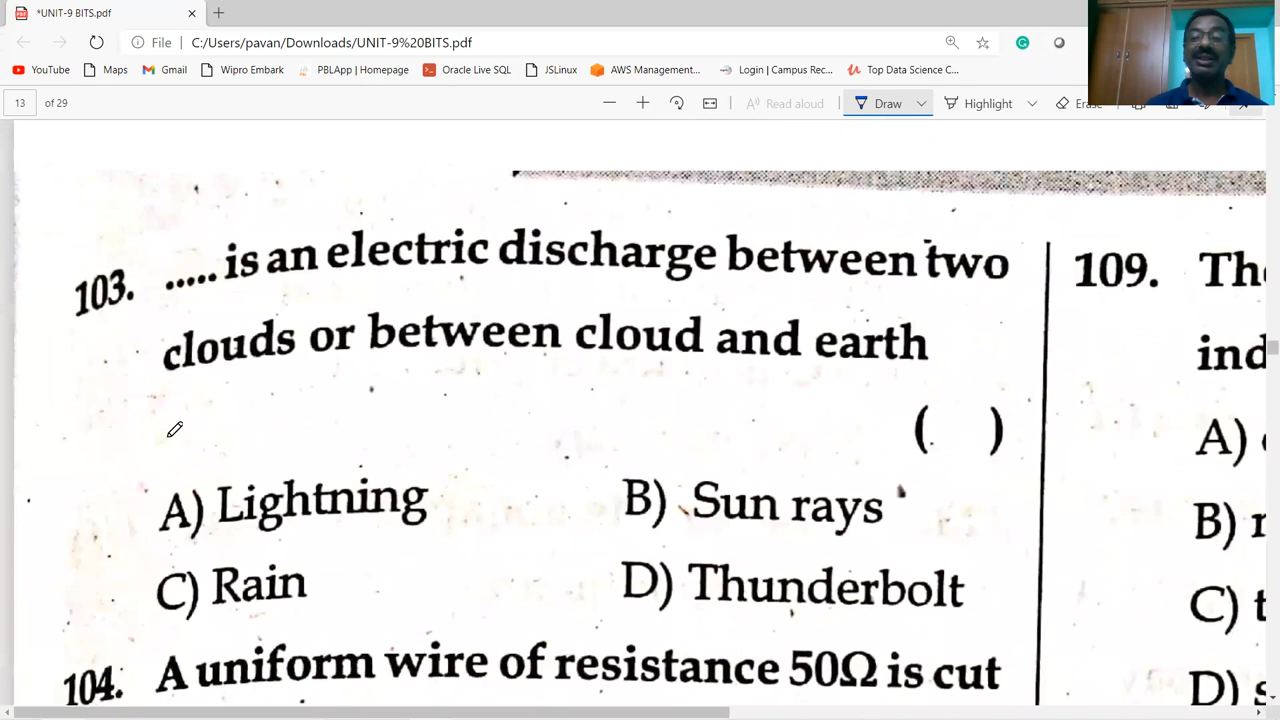 *UNIT-9 BITS.pdf
File
C:/Users/pavan/Downloads/UNIT-9%20BITS.pdf
YouTube Maps Gmail Wipro Embark PBLApp | Homepage Oracle Live SQL JSLinux AWS Management... Login | Campus Rec... Top Data Science C...
13 of 29
Read aloud Draw Highlight
103. ..... is an electric discharge between two
clouds or between cloud and earth
( )
A) Lightning B) Sun rays
C) Rain D) Thunderbolt
104. A uniform wire of resistance 50Ω is cut
109.
A)
B)
C)
D)